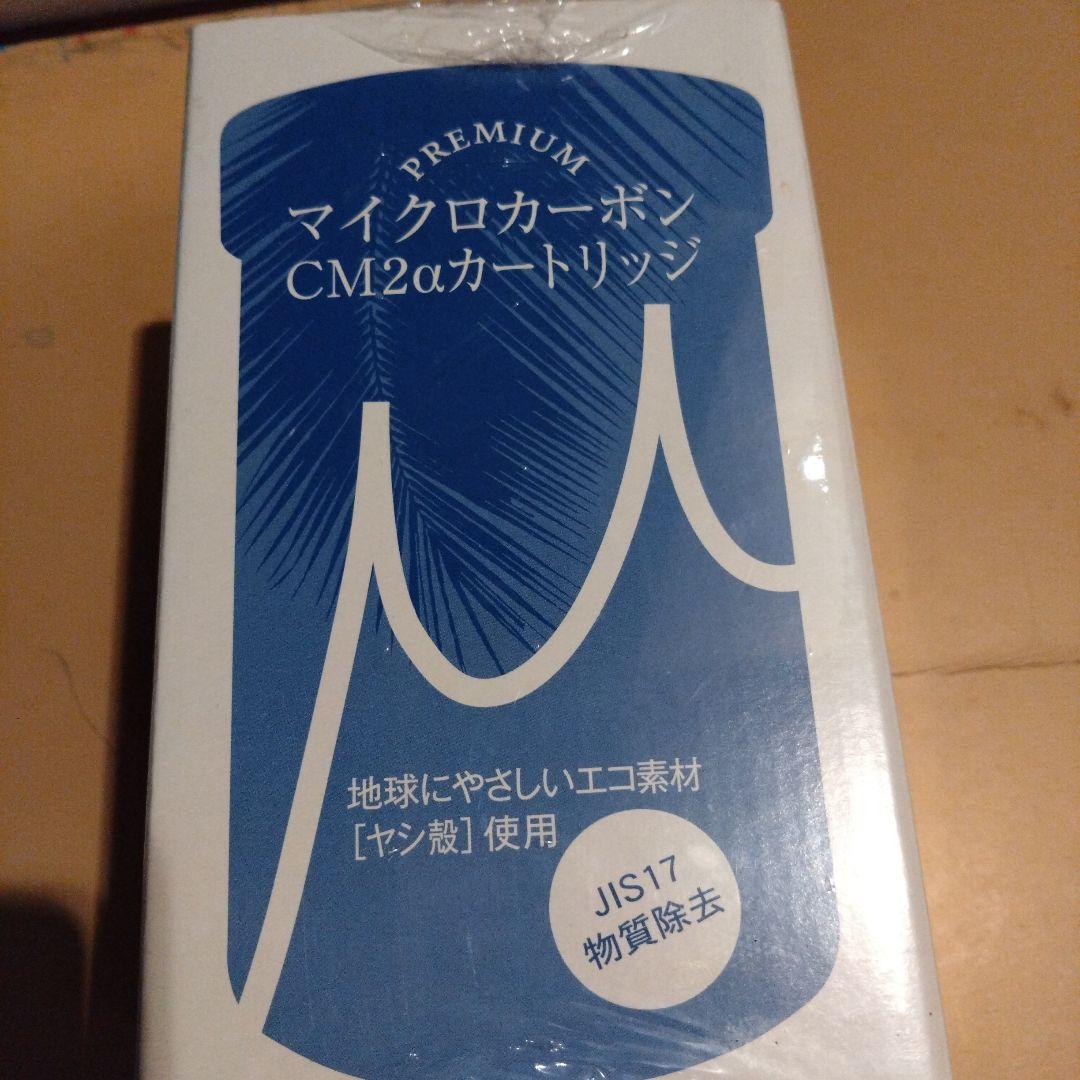 PREMIUM
マイクロカーボン
CM2αカートリッジ
μ
地球にやさしいエコ素材
[ヤシ殻]使用
JIS17
物質除去